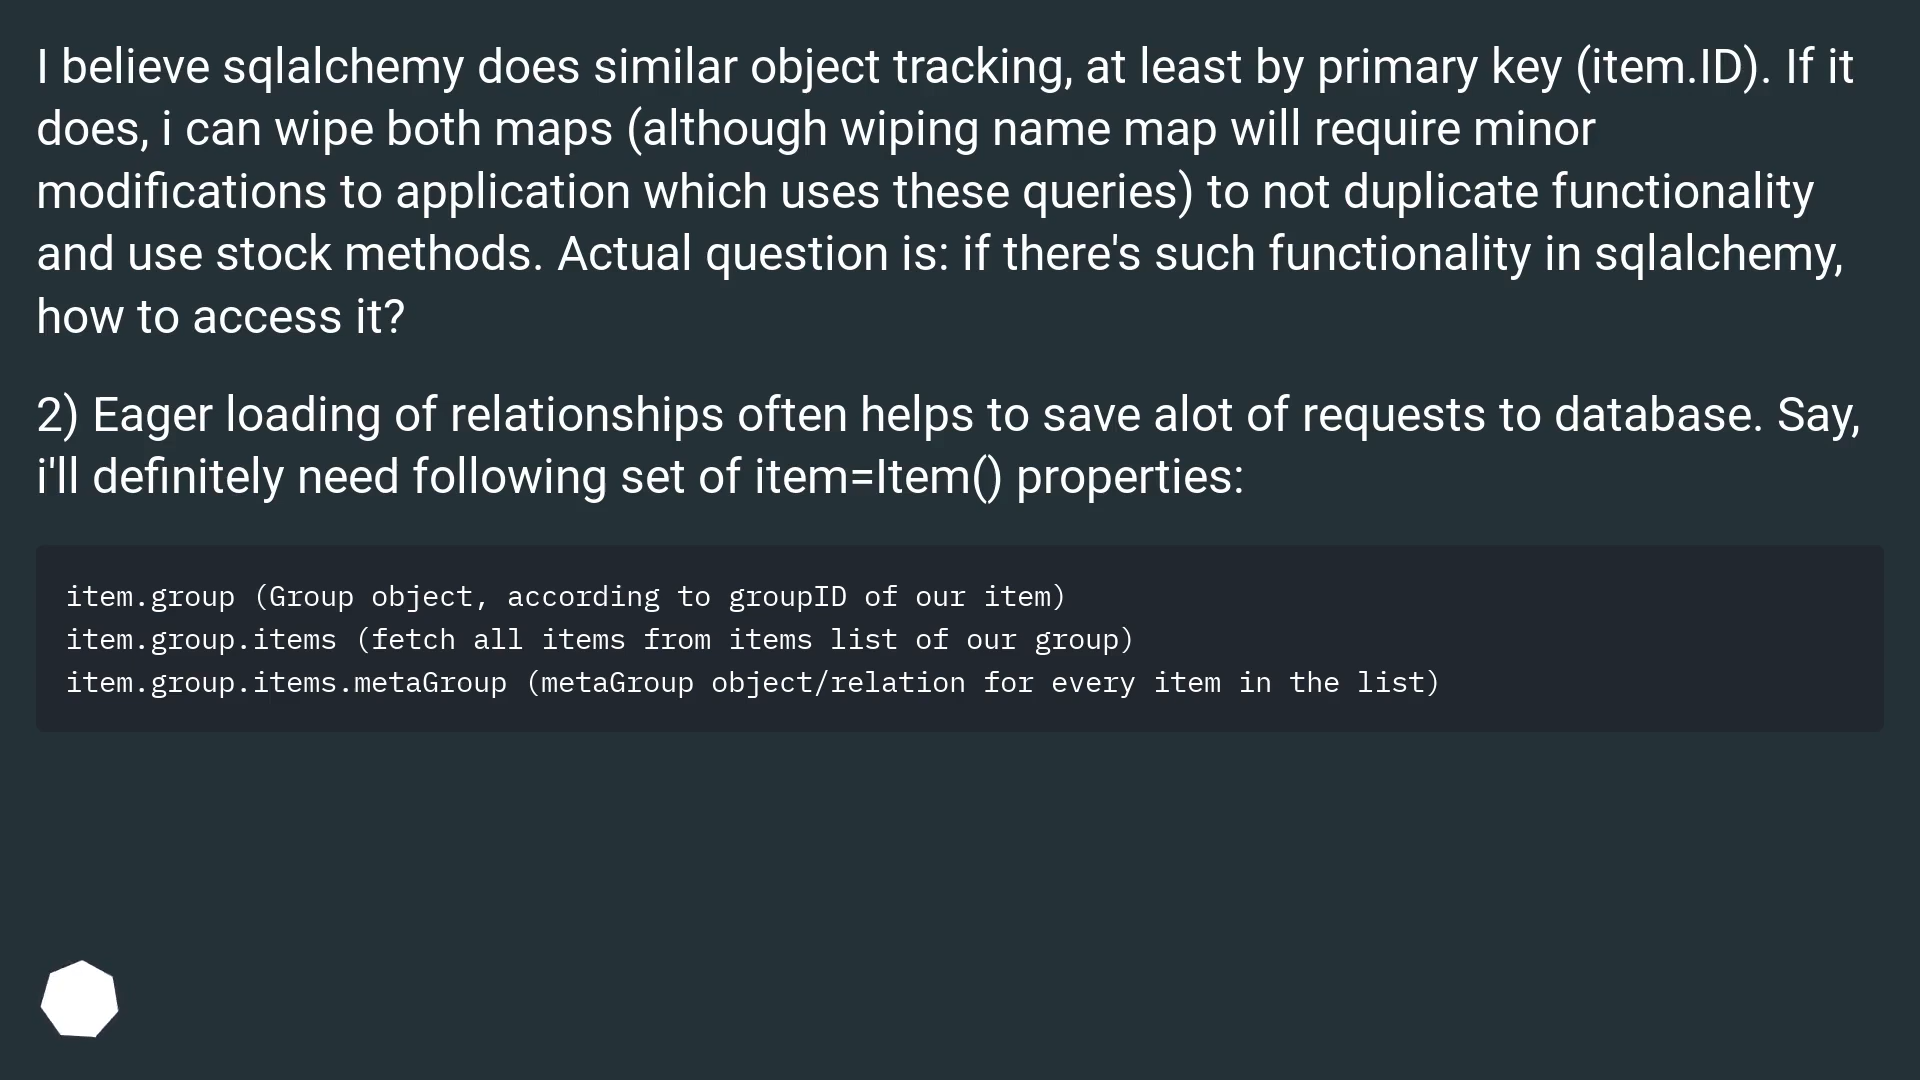 I believe sqlalchemy does similar object tracking, at least by primary key (item.ID). If it
does, i can wipe both maps (although wiping name map will require minor
modifications to application which uses these queries) to not duplicate functionality
and use stock methods. Actual question is: if there's such functionality in sqlalchemy,
how to access it?
2) Eager loading of relationships often helps to save alot of requests to database. Say,
i'll definitely need following set of item=Item() properties:
item.group (Group object, according to groupID of our item)
item.group.items (fetch all items from items list of our group)
item.group.items.metaGroup (metaGroup object/relation for every item in the list)